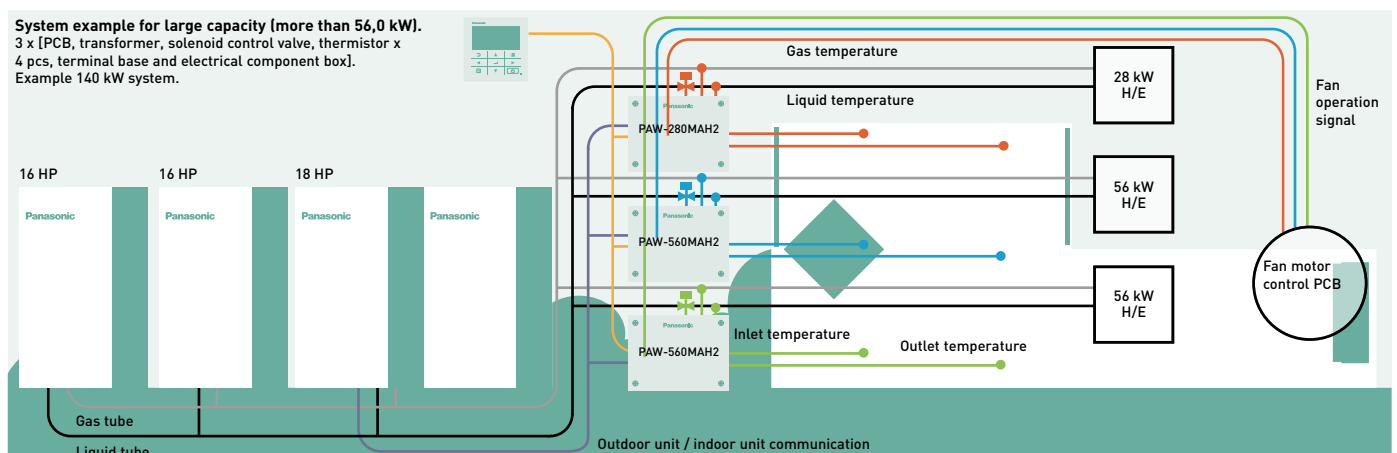 System example for large capacity (more than 56,0 kW).
3 x [PCB, transformer, solenoid control valve, thermistor x
4 pcs, terminal base and electrical component box].
Example 140 kW system.
Panasonic
Gas temperature
28 kW
H/E
Fan
operation
signal
Liquid temperature
Panasonic
PAW-280MAH2
16 HP
16 HP
18 HP
56 kW
H/E
Panasonic
Panasonic
Panasonic
Panasonic
Panasonic
PAW-560MAH2
Fan motor
control PCB
56 kW
H/E
Panasonic
PAW-560MAH2
Inlet temperature
Outlet temperature
Gas tube
Liquid tube
Outdoor unit / indoor unit communication